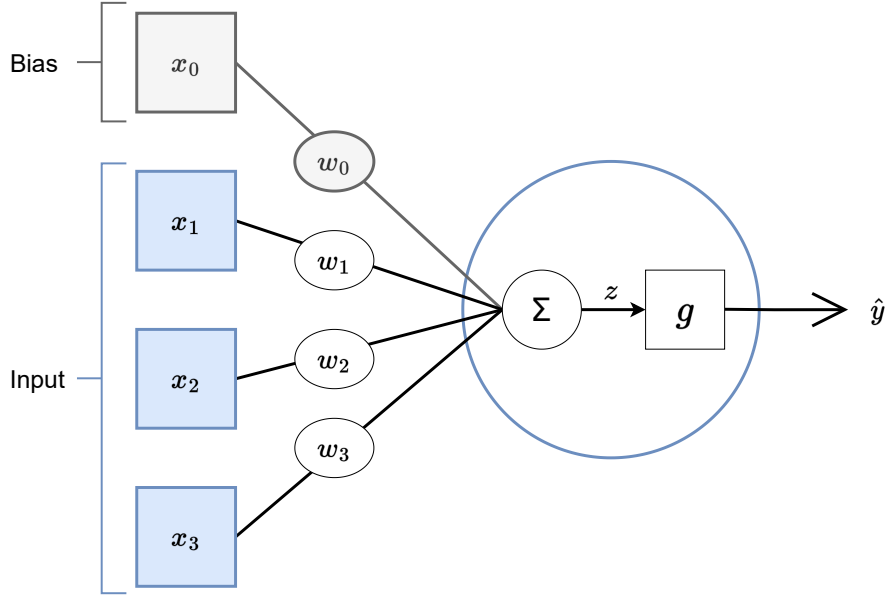 Bias
x₀
w₀
x₁
w₁
Input
x₂
w₂
x₃
w₃
Σ
z
g
ŷ